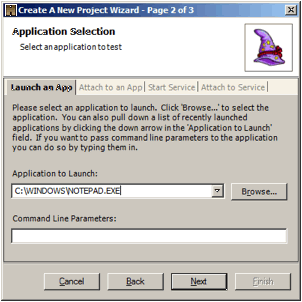 Create A New Project Wizard - Page 2 of 3
Application Selection
Select an application to test
Launch an App Attach to an App Start Service Attach to Service
Please select an application to launch. Click 'Browse...' to select the
application. You can also pull down a list of recently launched
applications by clicking the down arrow in the 'Application to Launch'
field. If you want to pass command line parameters to the application
you can do so by typing them in.
Application to Launch:
C:\WINDOWS\NOTEPAD.EXE
Browse...
Command Line Parameters:
Cancel Back Next Finish